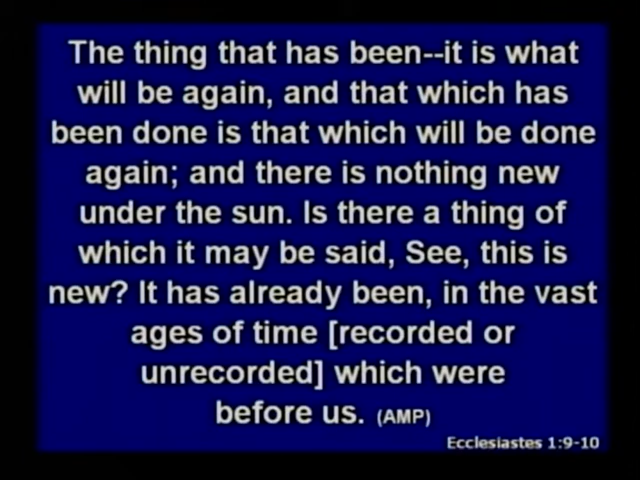 The thing that has been--it is what
will be again, and that which has
been done is that which will be done
again; and there is nothing new
under the sun. Is there a thing of
which it may be said, See, this is
new? It has already been, in the vast
ages of time [recorded or
unrecorded] which were
before us. (AMP)
Ecclesiastes 1:9-10